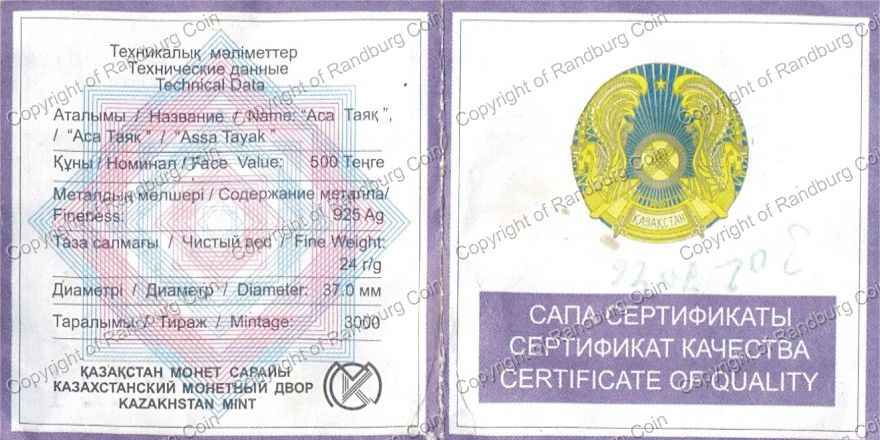 Техникалық мәліметтер
Технические данные
Technical Data
Аталымы / Название / Name: "Аса Таяқ",
/ "Аса Таяк" / "Assa Tayak"
Құны / Номинал / Face Value: 500 Теңге
Металдың мөлшері / Содержание металла/
Fineness: 925 Ag
Таза салмағы / Чистый вес / Fine Weight:
24 г/g
Диаметрі / Диаметр / Diameter: 37.0 мм
Таралымы / Тираж / Mintage: 3000
ҚАЗАҚСТАН МОНЕТ САРАЙЫ
КАЗАХСТАНСКИЙ МОНЕТНЫЙ ДВОР
KAZAKHSTAN MINT
ҚАЗАҚСТАН
САПА СЕРТИФИКАТЫ
СЕРТИФИКАТ КАЧЕСТВА
CERTIFICATE OF QUALITY
Copyright of Randburg Coin